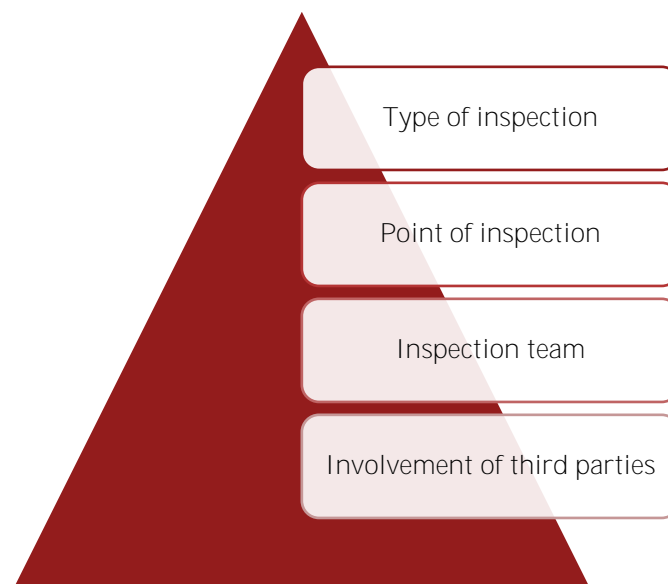 Type of inspection
Point of inspection
Inspection team
Involvement of third parties